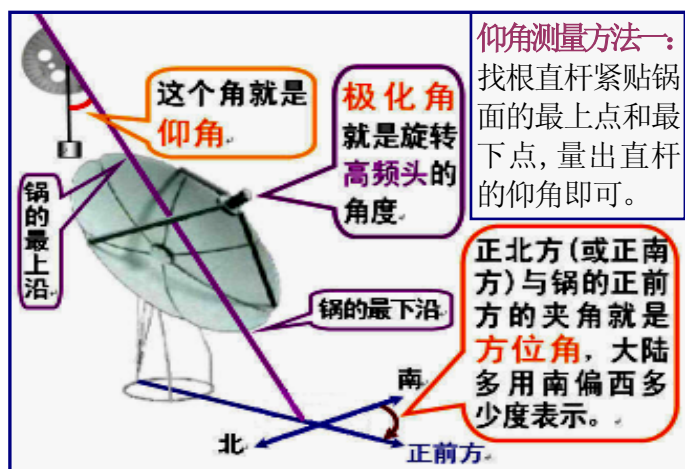 仰角测量方法一:
找根直杆紧贴锅
面的最上点和最
下点,量出直杆
的仰角即可。
这个角就是
仰角
极化角
就是旋转
高频头的
角度
锅的最上沿
锅的最下沿
正北方(或正南
方)与锅的正前
方的夹角就是
方位角，大陆
多用南偏西多
少度表示。
南
北
正前方